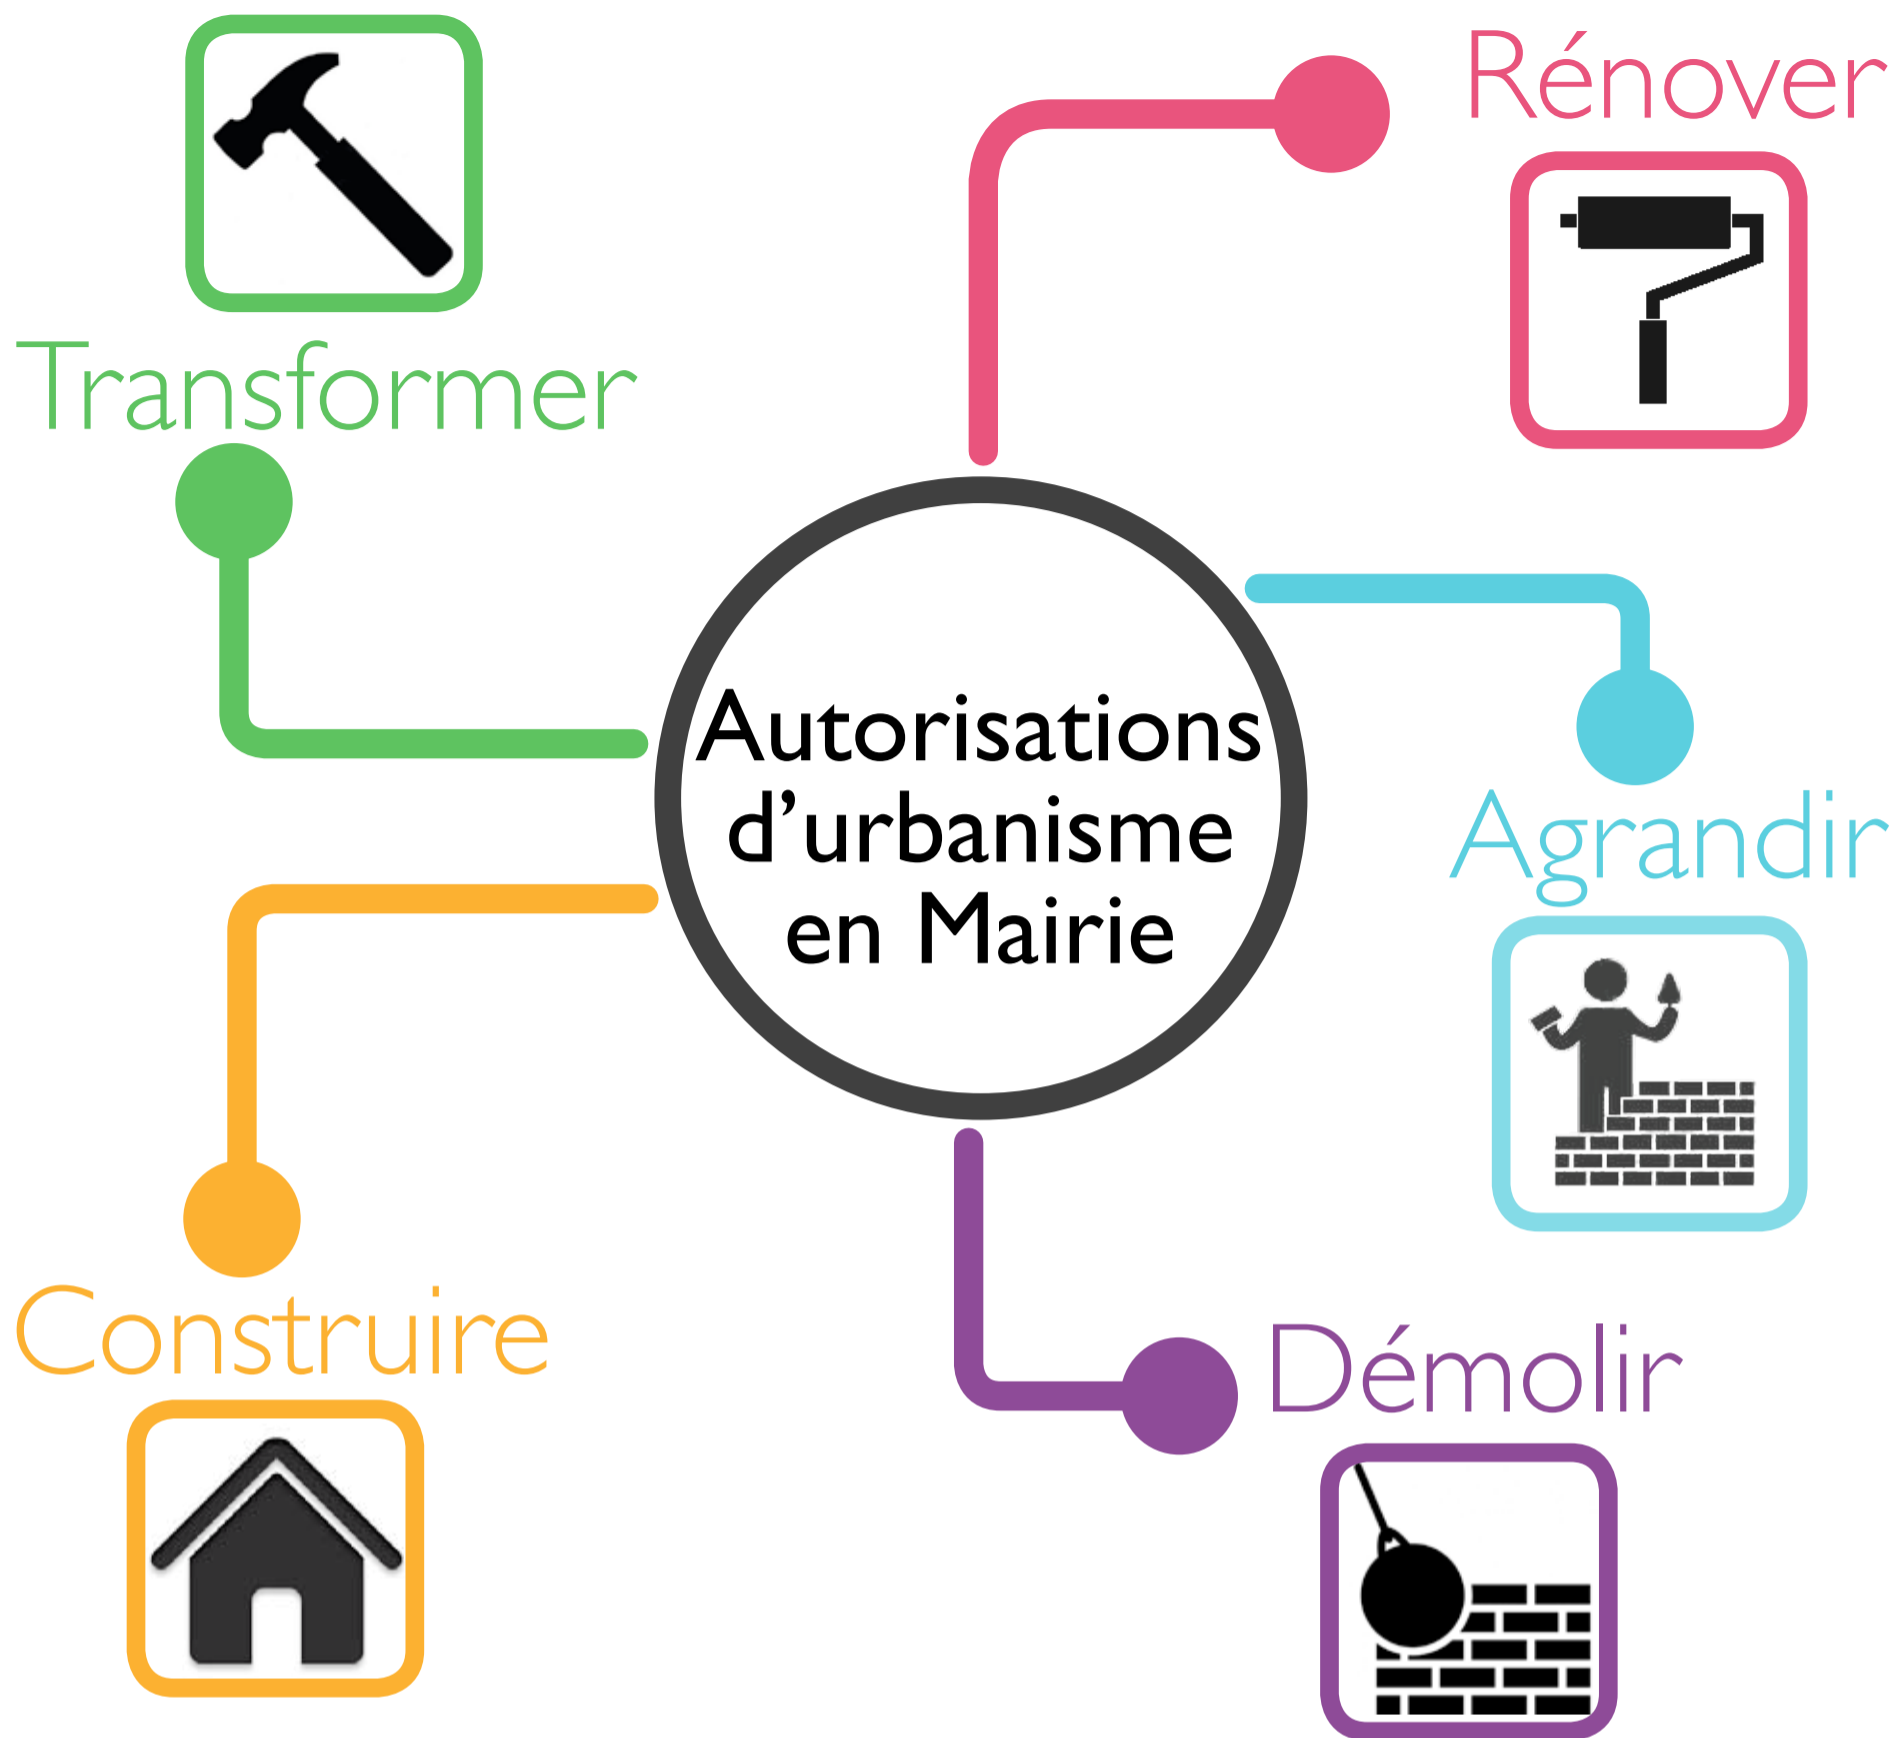 Rénover
Transformer
Autorisations
d’urbanisme
en Mairie
Agrandir
Construire
Démolir